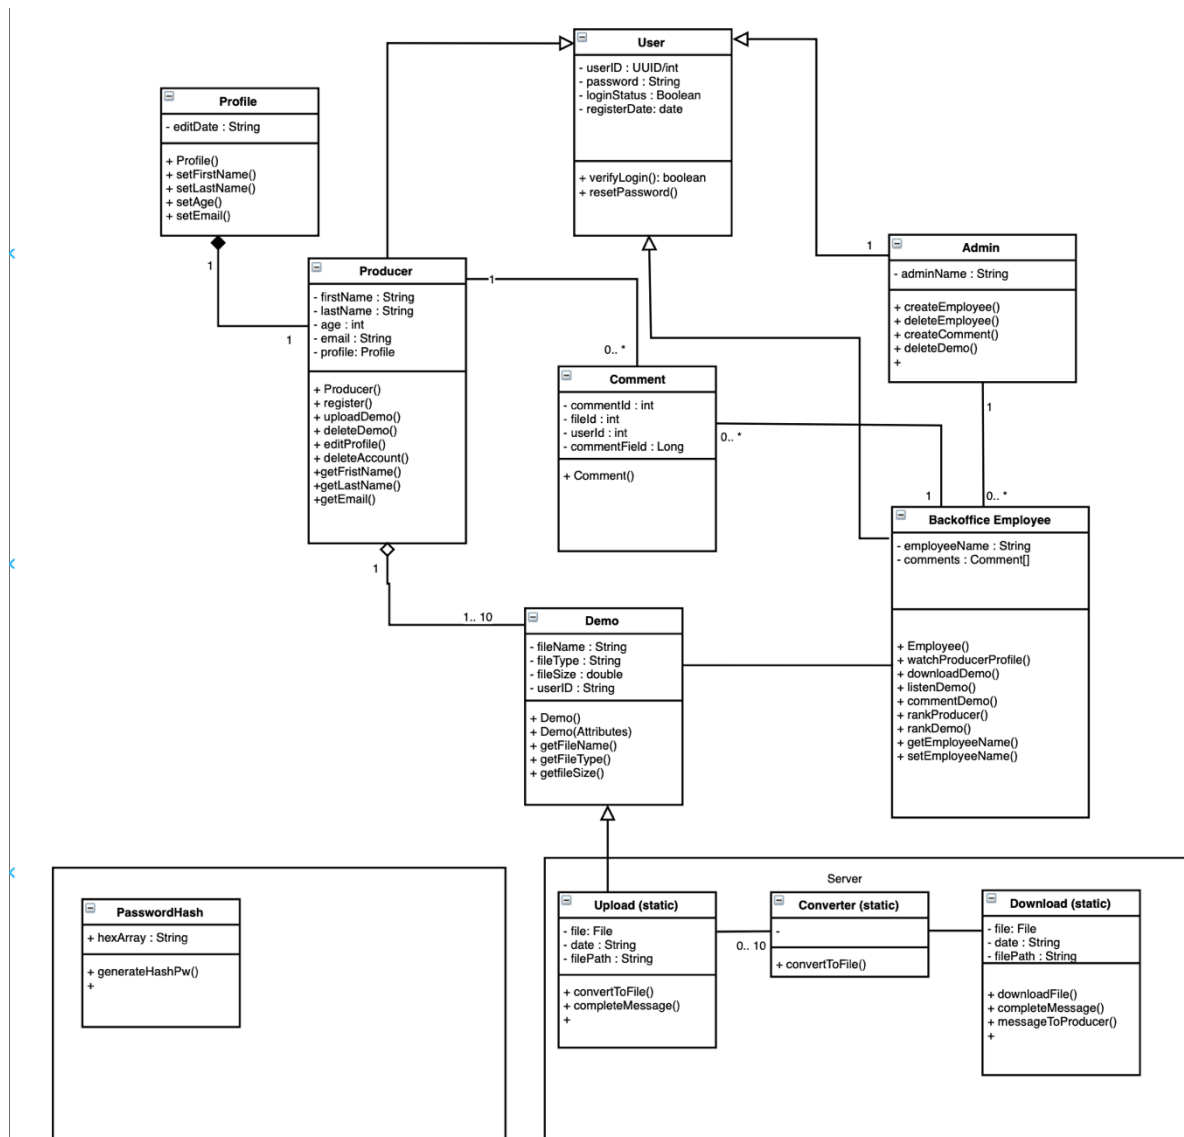 User
- userID : UUID/int
- password : String
- loginStatus : Boolean
- registerDate: date
+ verifyLogin(): boolean
+ resetPassword()
Profile
- editDate : String
+ Profile()
+ setFirstName()
+ setLastName()
+ setAge()
+ setEmail()
1
1
Producer
- firstName : String
- lastName : String
- age : int
- email : String
- profile: Profile
+ Producer()
+ register()
+ uploadDemo()
+ deleteDemo()
+ editProfile()
+ deleteAccount()
+getFristName()
+getLastName()
+getEmail()
1
0.. *
1
Admin
- adminName : String
+ createEmployee()
+ deleteEmployee()
+ createComment()
+ deleteDemo()
+
1
0.. *
Comment
- commentId : int
- fileId : int
- userId : int
- commentField : Long
+ Comment()
0.. *
1
Backoffice Employee
- employeeName : String
- comments : Comment[]
+ Employee()
+ watchProducerProfile()
+ downloadDemo()
+ listenDemo()
+ commentDemo()
+ rankProducer()
+ rankDemo()
+ getEmployeeName()
+ setEmployeeName()
1
1.. 10
Demo
- fileName : String
- fileType : String
- fileSize : double
- userID : String
+ Demo()
+ Demo(Attributes)
+ getFileName()
+ getFileType()
+ getfileSize()
PasswordHash
+ hexArray : String
+ generateHashPw()
+
Server
Upload (static)
- file: File
- date : String
- filePath : String
+ convertToFile()
+ completeMessage()
+
0.. 10
Converter (static)
-
+ convertToFile()
Download (static)
- file: File
- date : String
- filePath : String
+ downloadFile()
+ completeMessage()
+ messageToProducer()
+